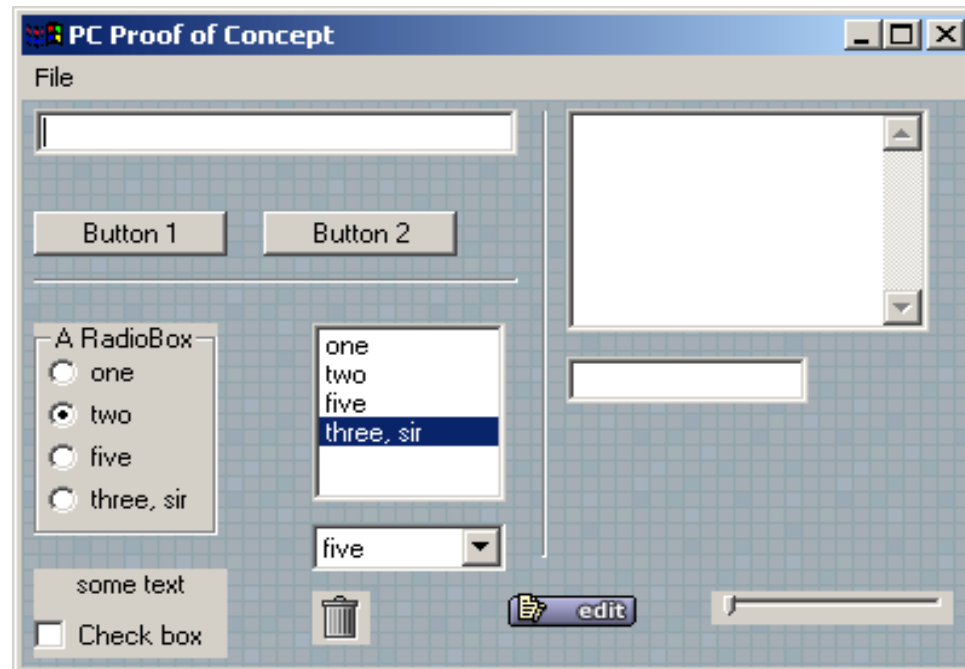 PC Proof of Concept
File
Button 1
Button 2
A RadioBox
one
two
five
three, sir
one
two
five
three, sir
five
some text
Check box
edit